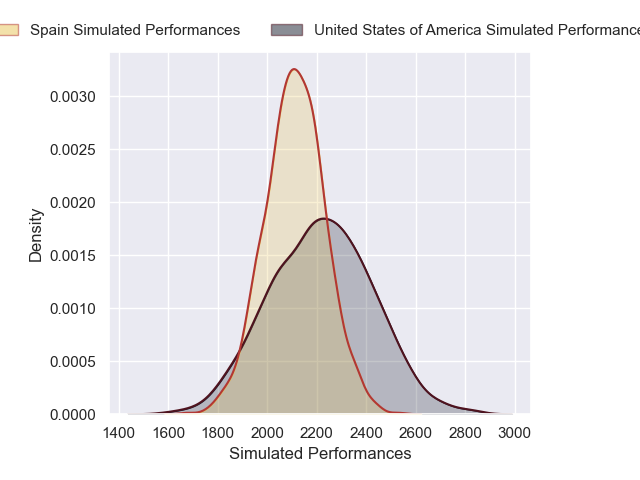 Spain Simulated Performances
United States of America Simulated Performance
0.0030
0.0025
0.0020
0.0015
0.0010
0.0005
0.0000
Density
1400 1600 1800 2000 2200 2400 2600 2800 3000
Simulated Performances